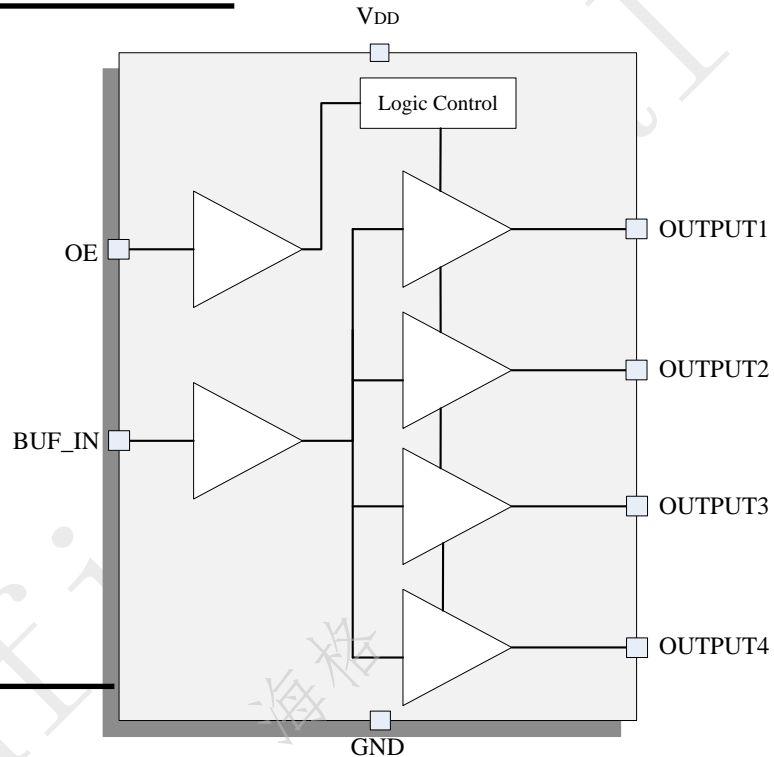 VDD
Logic Control
OE
OUTPUT1
OUTPUT2
BUF_IN
OUTPUT3
OUTPUT4
海格
GND